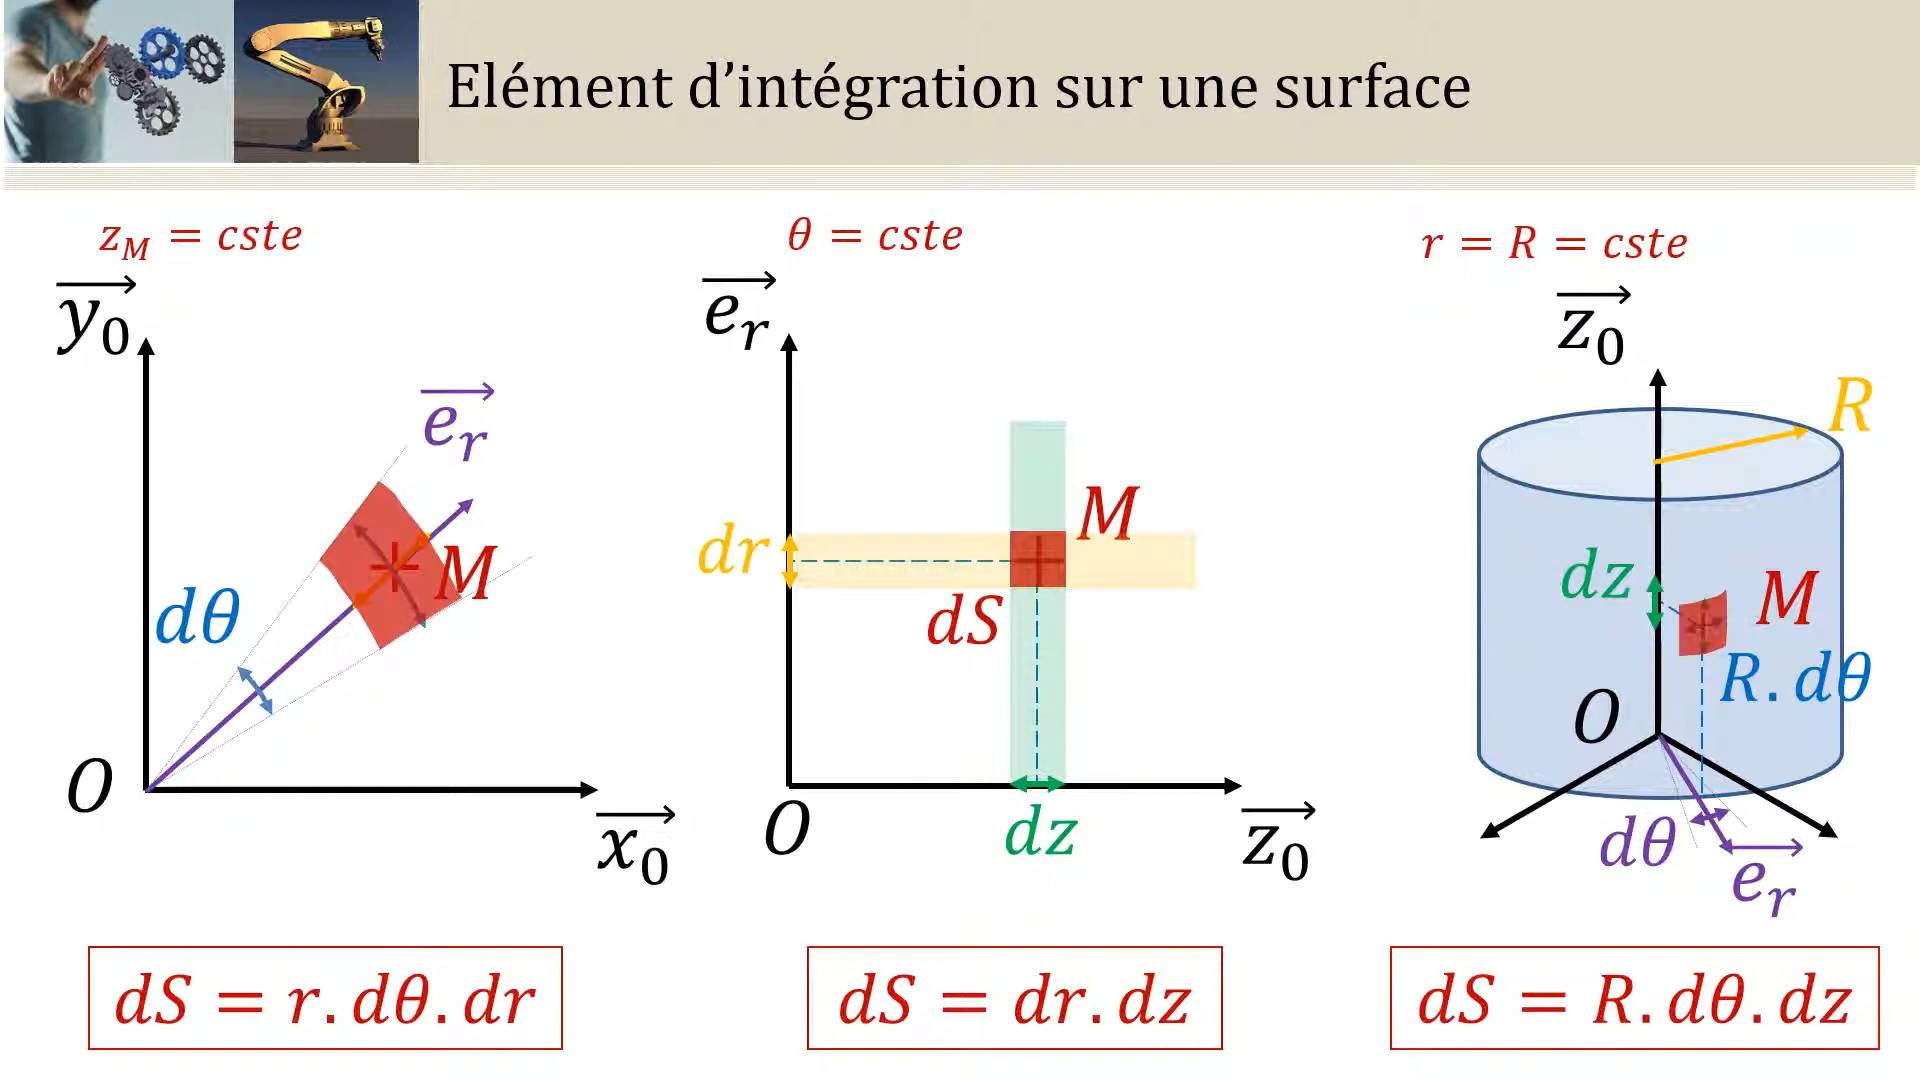 Elément d’intégration sur une surface
z_M = cste
θ = cste
r = R = cste
y₀
e_r
M
dθ
O
x₀
e_r
M
dr
dS
O
dz
z₀
z₀
R
dz
M
R. dθ
O
dθ
e_r
dS = r. dθ. dr
dS = dr. dz
dS = R. dθ. dz